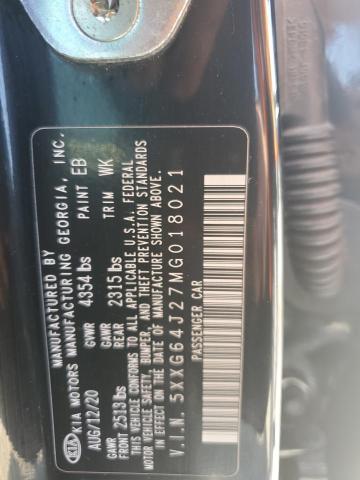 MANUFACTURED BY
KIA KIA MOTORS MANUFACTURING GEORGIA, INC.
AUG/12/20 GVWR 4354 lbs PAINT EB
GAWR FRONT 2513 lbs GAWR REAR 2315 lbs TRIM WK
THIS VEHICLE CONFORMS TO ALL APPLICABLE U.S.A. FEDERAL
MOTOR VEHICLE SAFETY, BUMPER, AND THEFT PREVENTION STANDARDS
IN EFFECT ON THE DATE OF MANUFACTURE SHOWN ABOVE.
V.I.N. 5XXG64J27MG018021
PASSENGER CAR